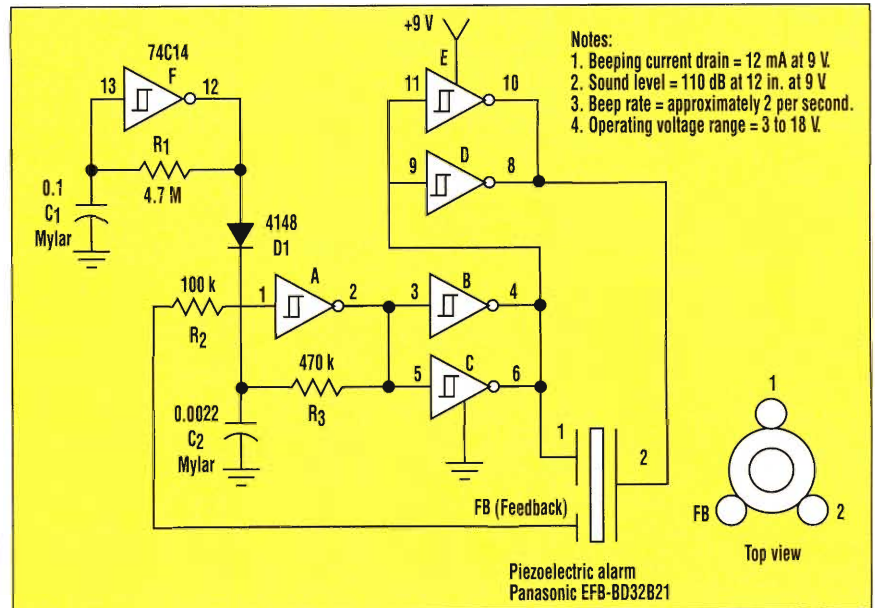 +9 V
Notes:
1. Beeping current drain = 12 mA at 9 V.
2. Sound level = 110 dB at 12 in. at 9 V.
3. Beep rate = approximately 2 per second.
4. Operating voltage range = 3 to 18 V.
74C14
F
13
12
R1
4.7 M
0.1
C1
Mylar
E
11
10
D
9
8
4148
D1
100 k
R2
A
1
2
B
3
4
470 k
R3
C
5
6
0.0022
C2
Mylar
1
2
FB (Feedback)
Piezoelectric alarm
Panasonic EFB-BD32B21
1
FB
2
Top view